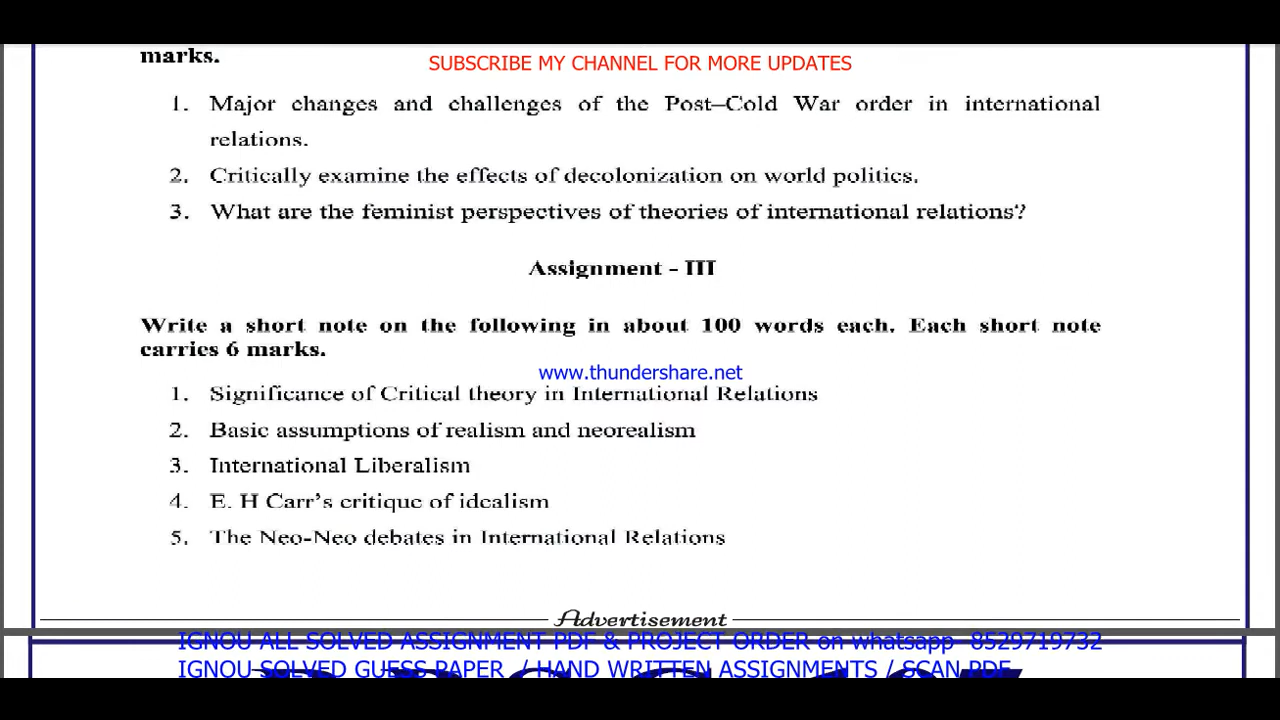 marks.
SUBSCRIBE MY CHANNEL FOR MORE UPDATES
1. Major changes and challenges of the Post–Cold War order in international
relations.
2. Critically examine the effects of decolonization on world politics.
3. What are the feminist perspectives of theories of international relations?
Assignment - III
Write a short note on the following in about 100 words each. Each short note
carries 6 marks.
www.thundershare.net
1. Significance of Critical theory in International Relations
2. Basic assumptions of realism and neorealism
3. International Liberalism
4. E. H Carr's critique of idealism
5. The Neo-Neo debates in International Relations
Advertisement
IGNOU ALL SOLVED ASSIGNMENT PDF & PROJECT ORDER on whatsapp- 8529719732
IGNOU SOLVED GUESS PAPER / HAND WRITTEN ASSIGNMENTS / SCAN PDF